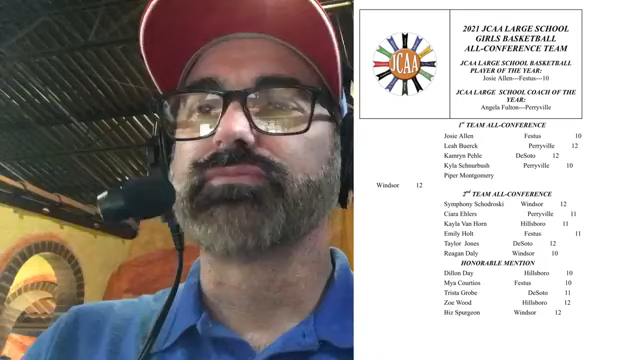 JCAA
2021 JCAA LARGE SCHOOL
GIRLS BASKETBALL
ALL-CONFERENCE TEAM
JCAA LARGE SCHOOL BASKETBALL
PLAYER OF THE YEAR:
Josie Allen---Festus---10
JCAA LARGE SCHOOL COACH OF THE
YEAR:
Angela Fulton---Perryville
1st TEAM ALL-CONFERENCE
Josie Allen Festus 10
Leah Buerck Perryville 12
Kamryn Pehle DeSoto 12
Kyla Schnurbush Perryville 10
Piper Montgomery
Windsor 12
2nd TEAM ALL-CONFERENCE
Symphony Schodroski Windsor 12
Ciara Ehlers Perryville 11
Kayla Van Horn Hillsboro 11
Emily Holt Festus 11
Taylor Jones DeSoto 12
Reagan Daly Windsor 10
HONORABLE MENTION
Dillon Day Hillsboro 10
Mya Courtios Festus 10
Trista Grobe DeSoto 11
Zoe Wood Hillsboro 12
Biz Spurgeon Windsor 12